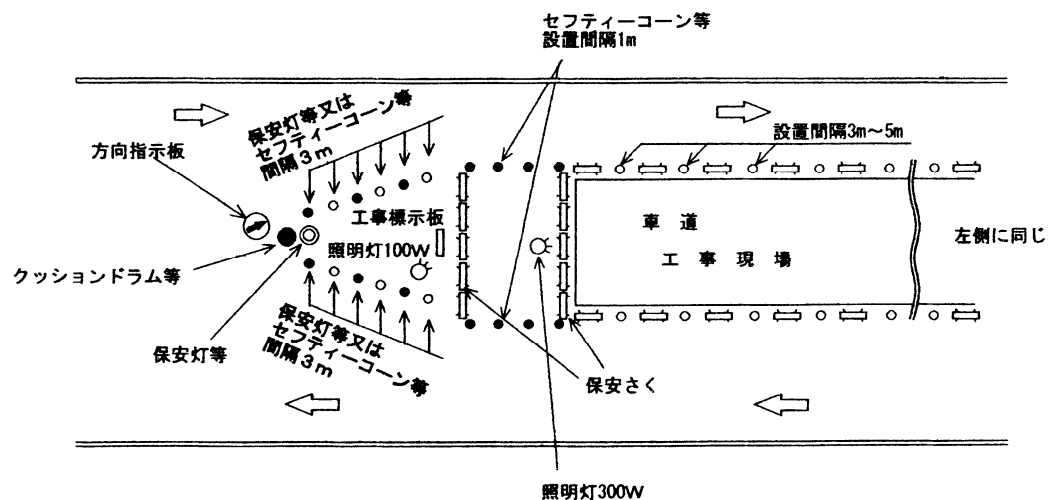 セフティーコーン等
設置間隔1m
保安灯等又は
セフティーコーン等
間隔3m
設置間隔3m~5m
方向指示板
工事標示板
照明灯100W
車道
工事現場
左側に同じ
クッションドラム等
保安灯等
保安灯等又は
セフティーコーン等
間隔3m
保安さく
照明灯300W